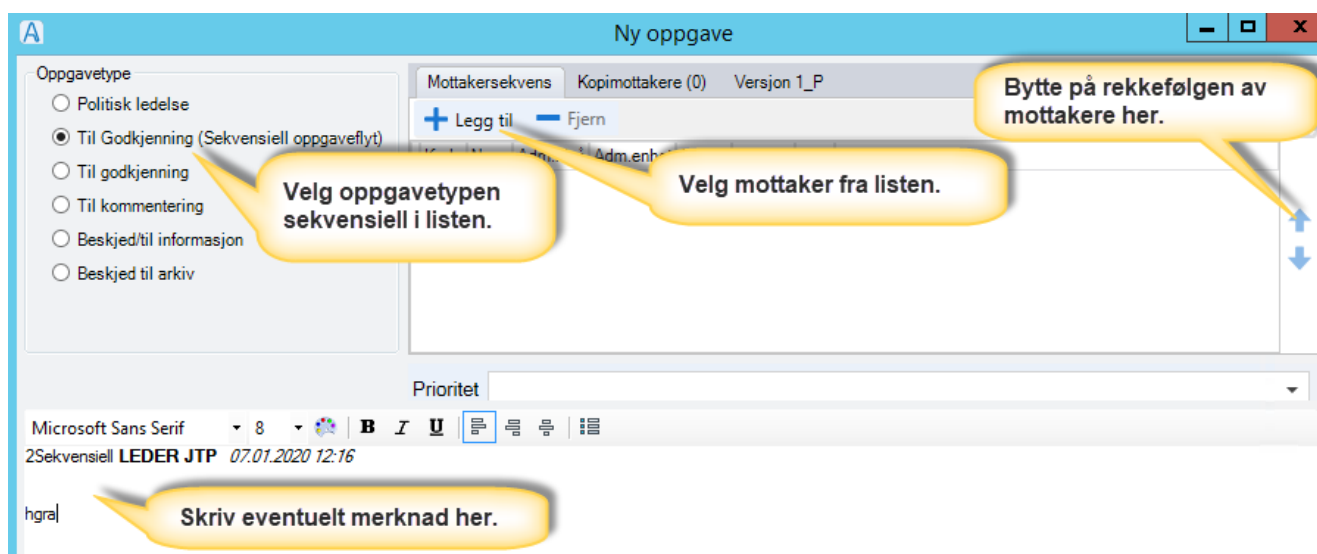 Ny oppgave
Oppgavetype
Politisk ledelse
Til Godkjenning (Sekvensiell oppgaveflyt)
Til godkjenning
Til kommentering
Beskjed/til informasjon
Beskjed til arkiv
Velg oppgavetypen
sekvensiell i listen.
Mottakersekvens Kopimottakere (0) Versjon 1_P
Legg til Fjern
Adm.enhet
Velg mottaker fra listen.
Bytte på rekkefølgen av
mottakere her.
Prioritet
Microsoft Sans Serif 8 B I U
2Sekvensiell LEDER JTP 07.01.2020 12:16
hgra
Skriv eventuelt merknad her.